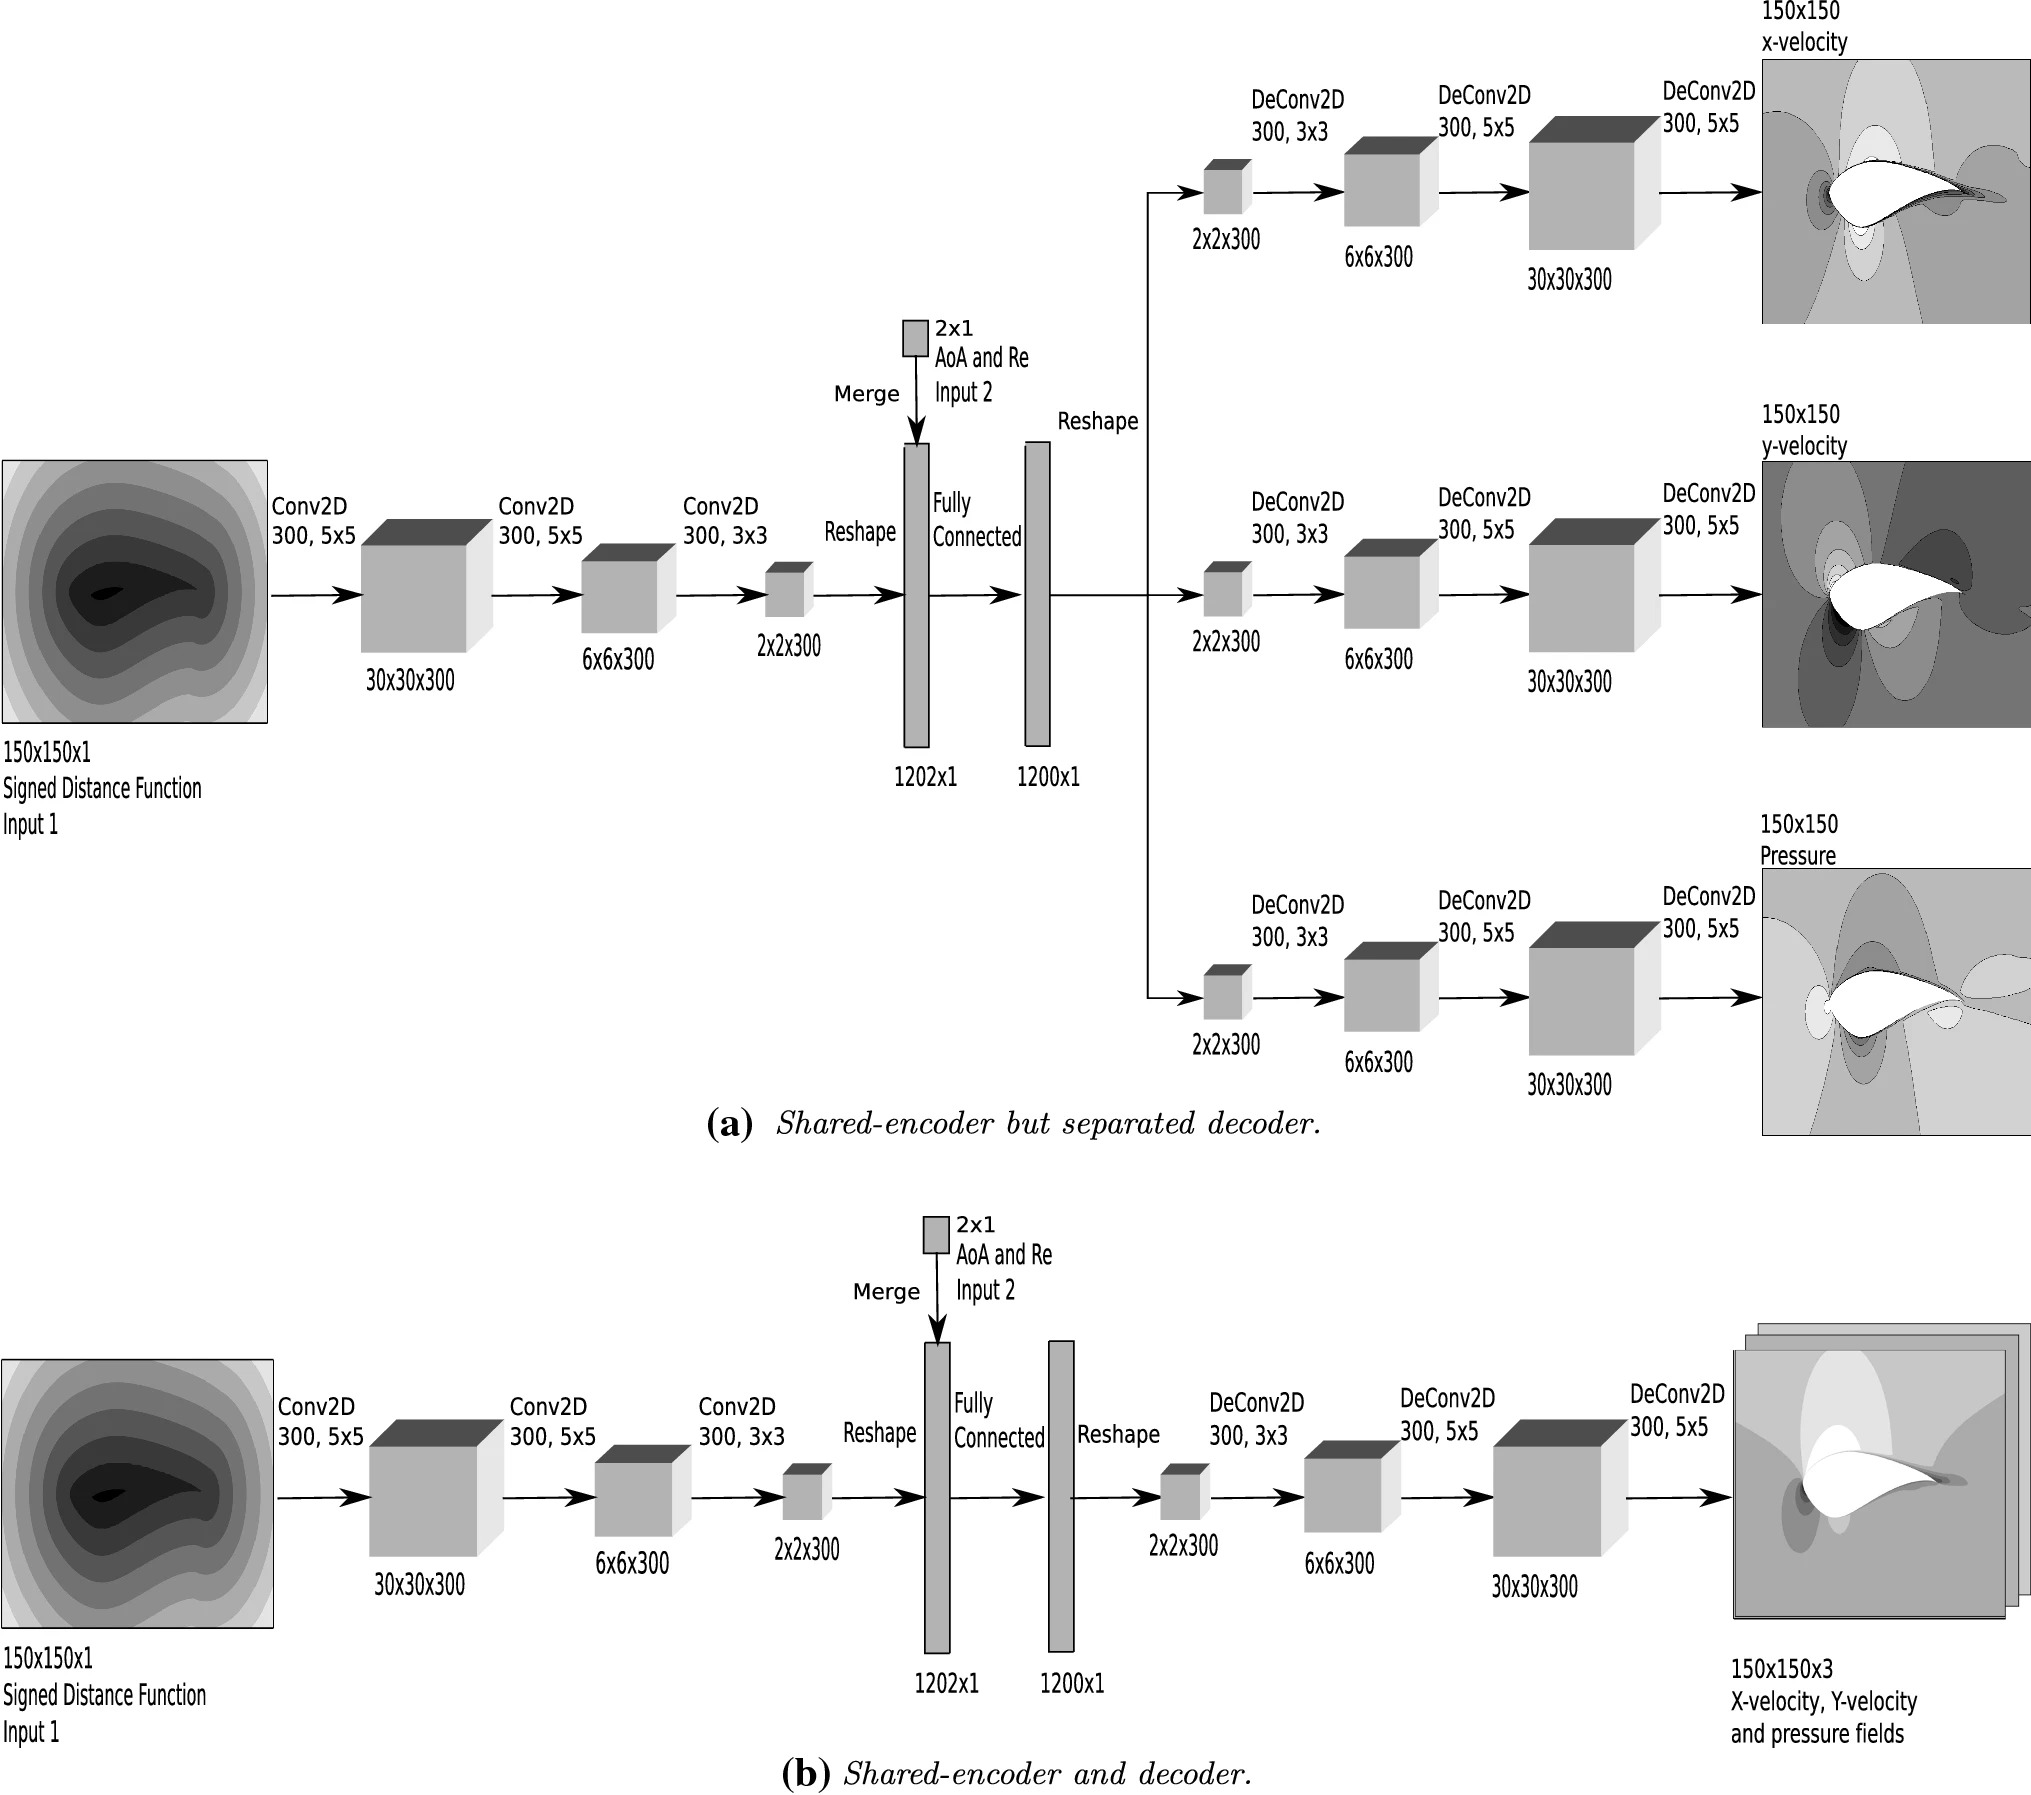 150x150
x-velocity
DeConv2D
300, 3x3
DeConv2D
300, 5x5
DeConv2D
300, 5x5
2x2x300
6x6x300
30x30x300
2x1
AoA and Re
Input 2
Merge
Reshape
150x150
y-velocity
Conv2D
300, 5x5
Conv2D
300, 5x5
Conv2D
300, 3x3
Reshape
Fully
Connected
DeConv2D
300, 3x3
DeConv2D
300, 5x5
DeConv2D
300, 5x5
30x30x300
6x6x300
2x2x300
2x2x300
6x6x300
30x30x300
150x150x1
Signed Distance Function
Input 1
1202x1
1200x1
150x150
Pressure
DeConv2D
300, 3x3
DeConv2D
300, 5x5
DeConv2D
300, 5x5
2x2x300
6x6x300
30x30x300
(a) Shared-encoder but separated decoder.
2x1
AoA and Re
Input 2
Merge
Conv2D
300, 5x5
Conv2D
300, 5x5
Conv2D
300, 3x3
Reshape
Fully
Connected
Reshape
DeConv2D
300, 3x3
DeConv2D
300, 5x5
DeConv2D
300, 5x5
30x30x300
6x6x300
2x2x300
2x2x300
6x6x300
30x30x300
150x150x1
Signed Distance Function
Input 1
1202x1
1200x1
150x150x3
X-velocity, Y-velocity
and pressure fields
(b) Shared-encoder and decoder.